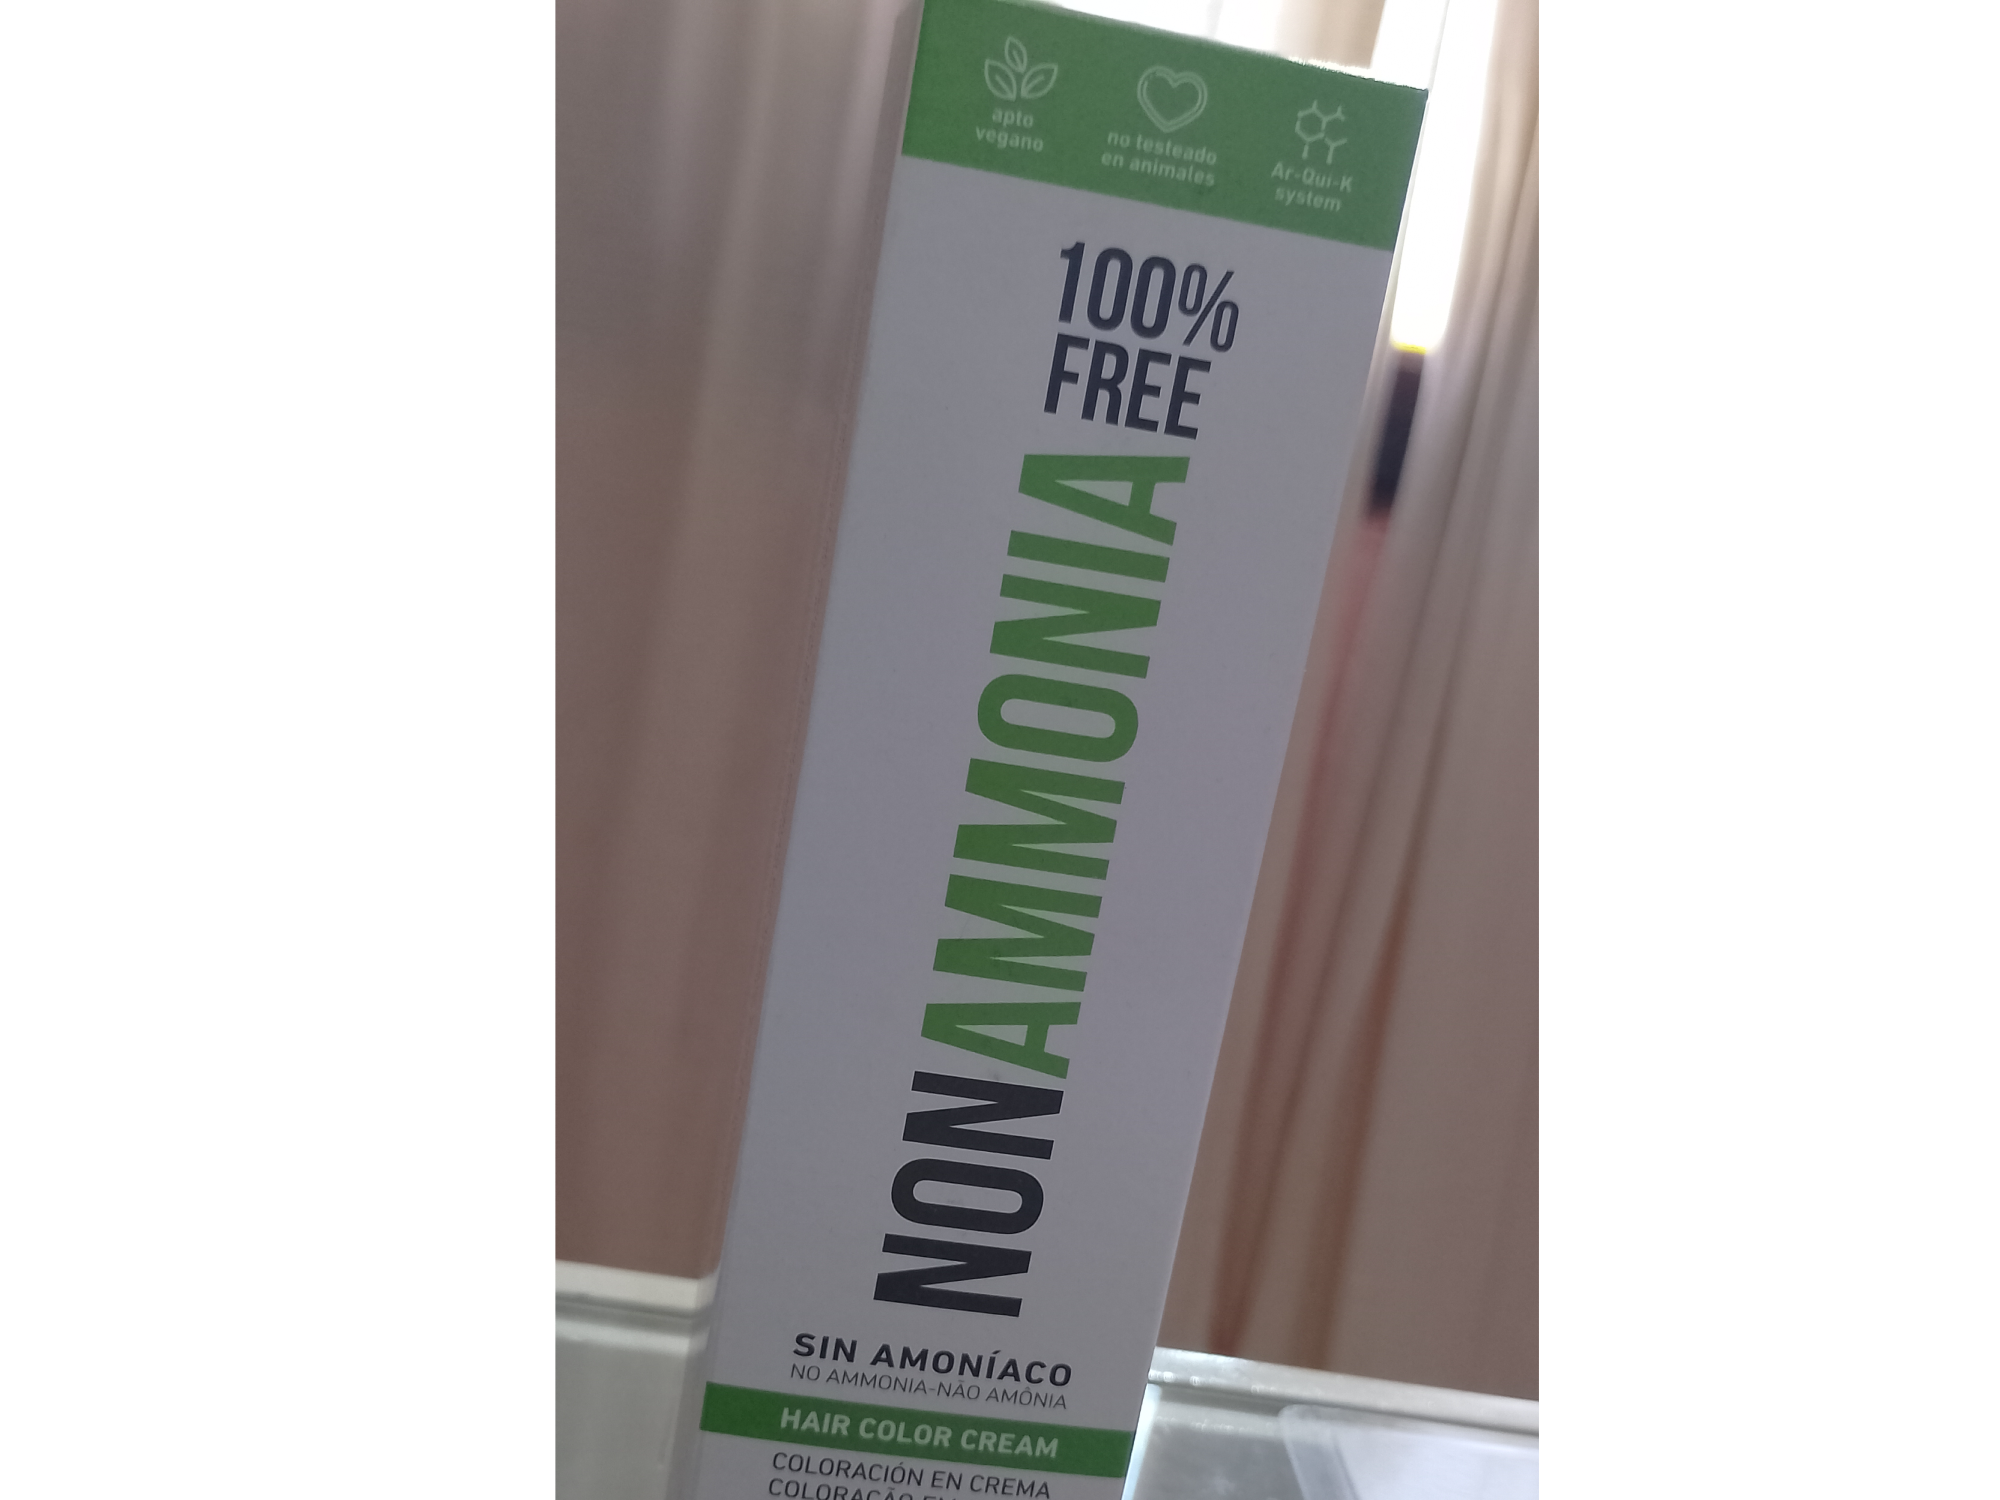 apto
vegano
no testeado
en animales
Ar-Qui-K
system
100%
FREE
NONAMMONIA
SIN AMONÍACO
NO AMMONIA-NÃO AMÔNIA
HAIR COLOR CREAM
COLORACIÓN EN CREMA
COLORAÇÃO